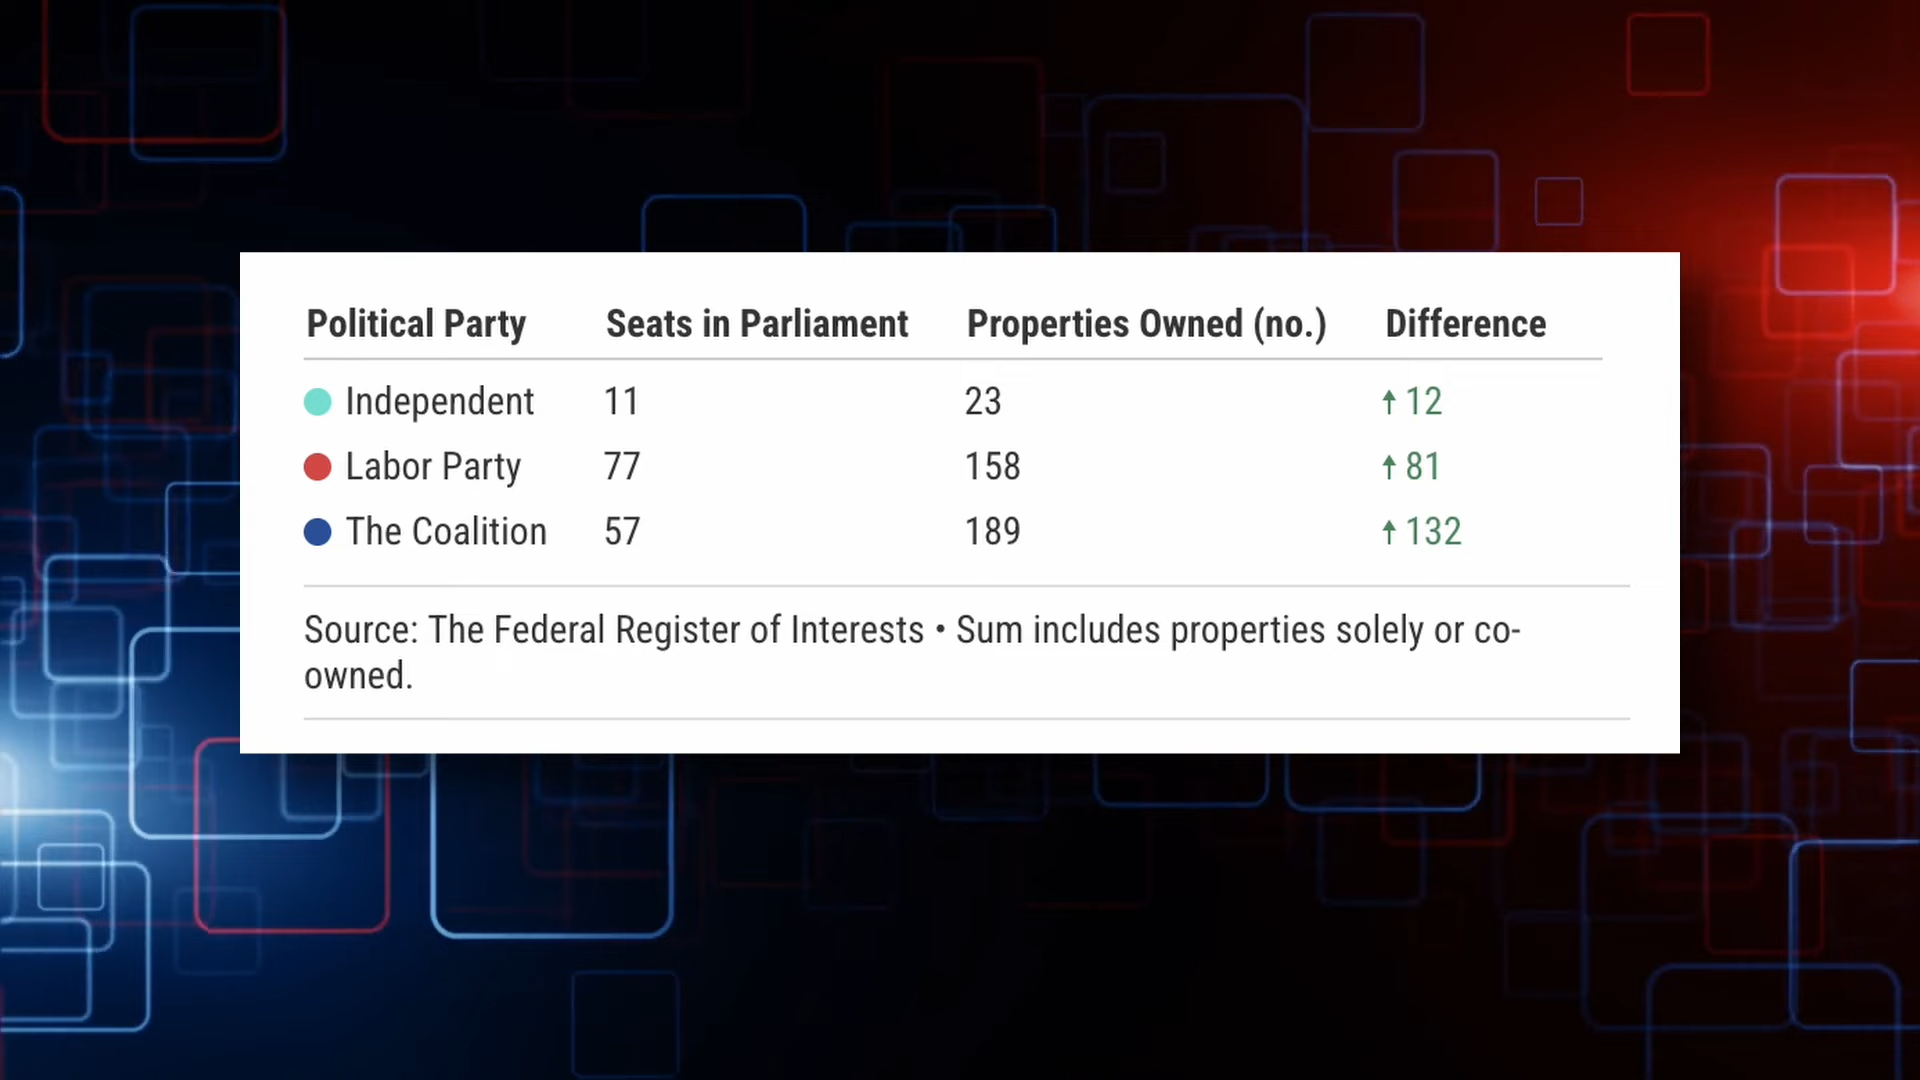 Political Party Seats in Parliament Properties Owned (no.) Difference
Independent 11 23 ↑ 12
Labor Party 77 158 ↑ 81
The Coalition 57 189 ↑ 132
Source: The Federal Register of Interests • Sum includes properties solely or co-
owned.